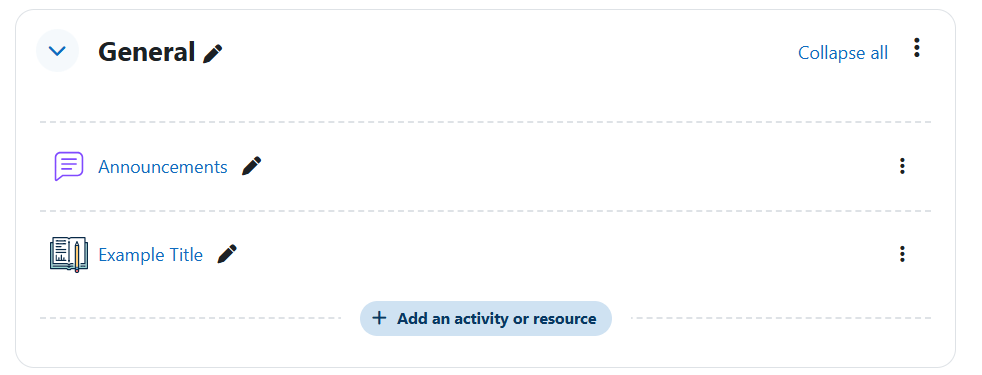 General
Collapse all
Announcements
Example Title
+ Add an activity or resource